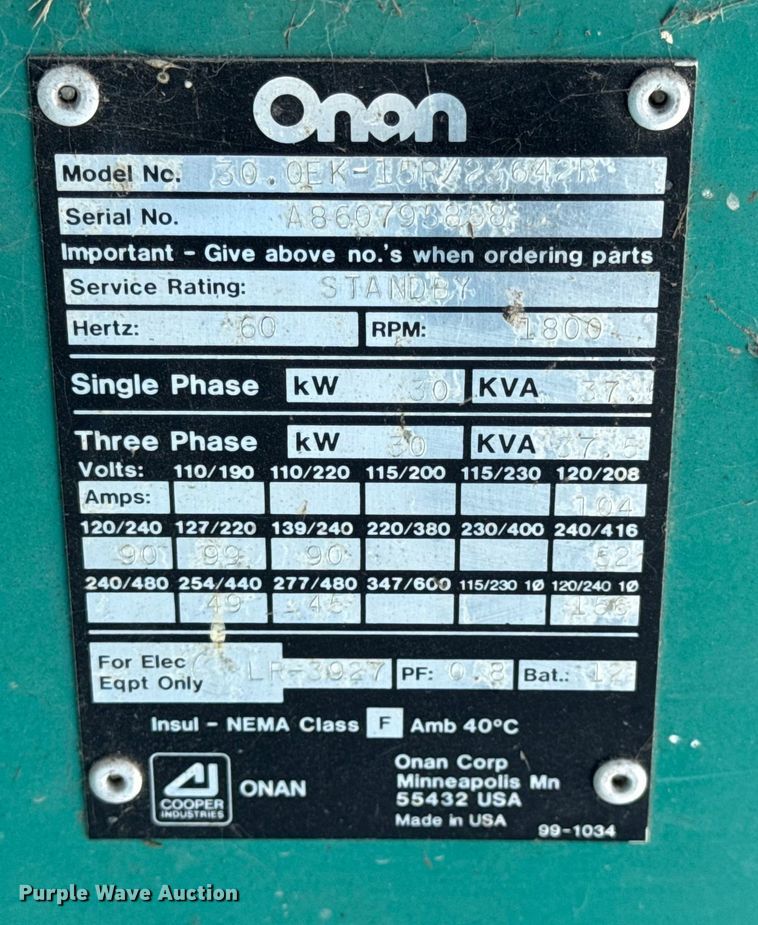 Onan
Model No. 30.0EK-15R/23642R
Serial No. A860793858
Important - Give above no.'s when ordering parts
Service Rating: STANDBY
Hertz: 60 RPM: 1800
Single Phase kW 30 KVA 37.
Three Phase kW 30 KVA 37.5
Volts: 110/190 110/220 115/200 115/230 120/208
Amps: 104
120/240 127/220 139/240 220/380 230/400 240/416
90 99 90 52
240/480 254/440 277/480 347/600 115/230 1Ø 120/240 1Ø
49 45
For Elec LR-3927 PF: 0.8 Bat.: 12
Eqpt Only
Insul - NEMA Class F Amb 40°C
COOPER
INDUSTRIES
ONAN
Onan Corp
Minneapolis Mn
55432 USA
Made in USA
99-1034
Purple Wave Auction